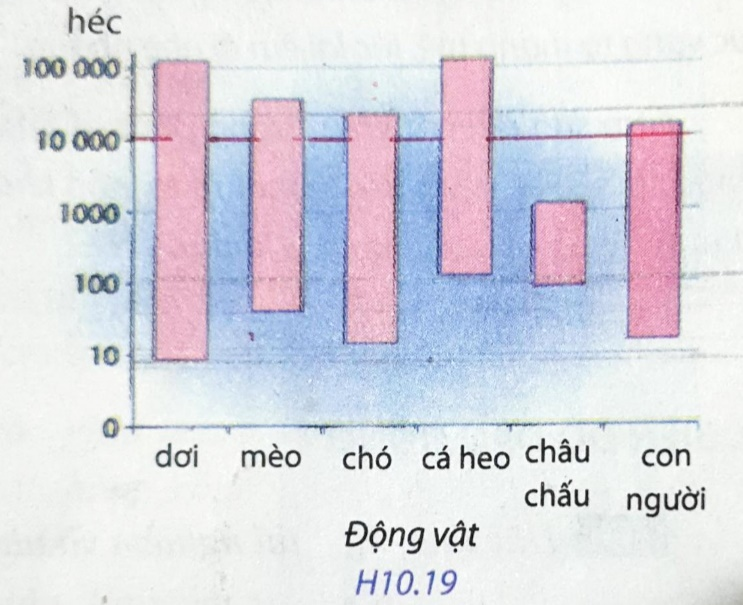 héc
100 000
10 000
1000
100
10
0
dơi mèo chó cá heo châu chấu con người
Động vật
H10.19